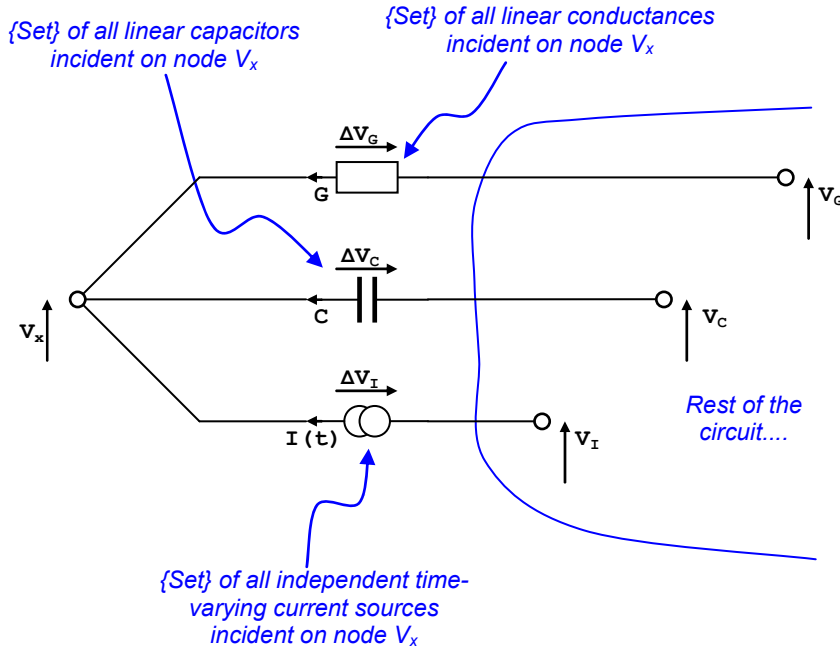 {Set} of all linear capacitors
incident on node Vx
{Set} of all linear conductances
incident on node Vx
ΔVG
G
VG
ΔVC
C
Vx
VC
ΔVI
I(t)
VI
Rest of the
circuit....
{Set} of all independent time-
varying current sources
incident on node Vx